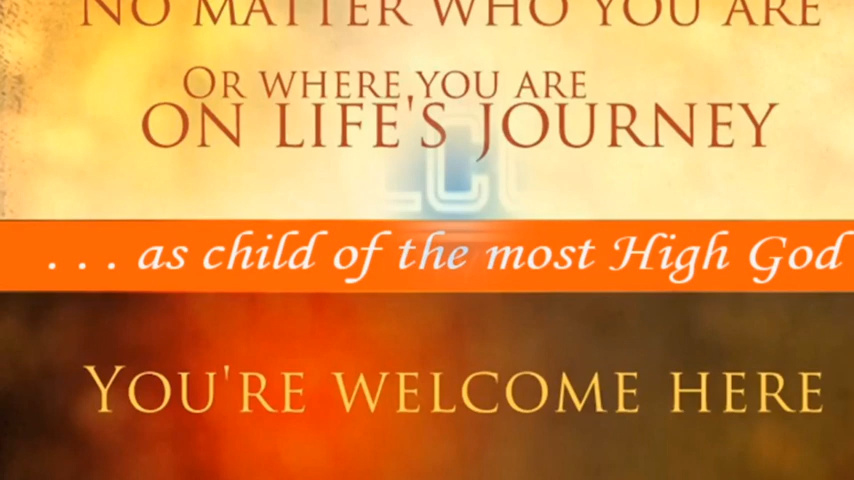 No matter who you are
Or where you are
on life's journey
. . . as child of the most High God
You're welcome here